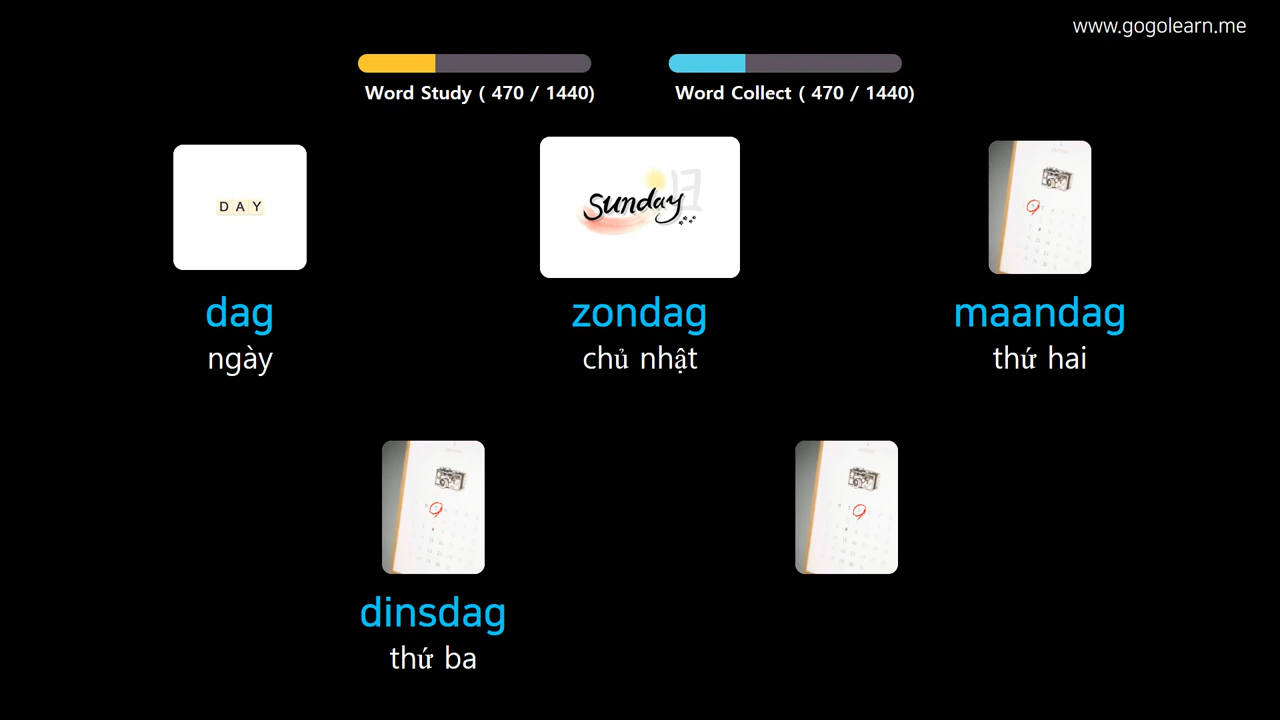 www.gogolearn.me
Word Study ( 470 / 1440)
Word Collect ( 470 / 1440)
DAY
Sunday
日
dag
zondag
maandag
ngày
chủ nhật
thứ hai
dinsdag
thứ ba